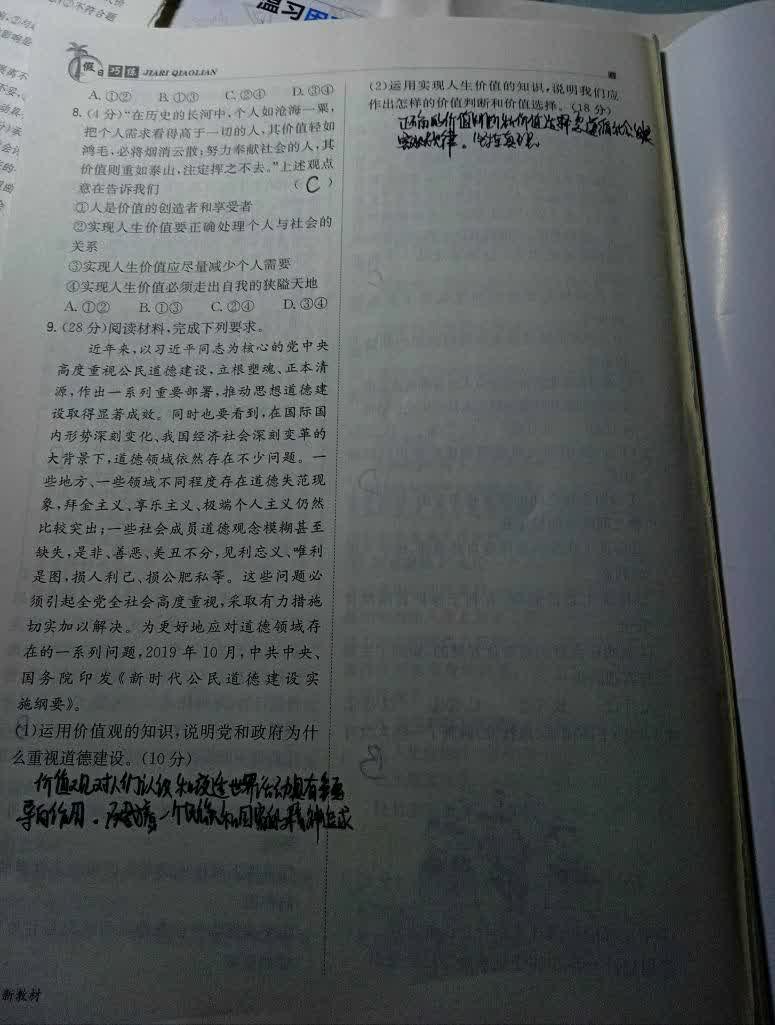 温习
②不符合题
影响是
假日巧练 JIARI QIAOLIAN
A.①② B.①③ C.②④ D.③④
8.(4分)“在历史的长河中,个人如沧海一粟,
把个人需求看得高于一切的人,其价值轻如
鸿毛,必将烟消云散;努力奉献社会的人,其
价值则重如泰山,注定挥之不去。”上述观点
意在告诉我们 (C)
①人是价值的创造者和享受者
②实现人生价值要正确处理个人与社会的
关系
③实现人生价值应尽量减少个人需要
④实现人生价值必须走出自我的狭隘天地
A.①② B.①③ C.②④ D.③④
9.(28分)阅读材料,完成下列要求。
近年来,以习近平同志为核心的党中央
高度重视公民道德建设,立根塑魂、正本清
源,作出一系列重要部署,推动思想道德建
设取得显著成效。同时也要看到,在国际国
内形势深刻变化、我国经济社会深刻变革的
大背景下,道德领域依然存在不少问题。一
些地方、一些领域不同程度存在道德失范现
象,拜金主义、享乐主义、极端个人主义仍然
比较突出;一些社会成员道德观念模糊甚至
缺失,是非、善恶、美丑不分,见利忘义、唯利
是图,损人利己、损公肥私等。这些问题必
须引起全党全社会高度重视,采取有力措施
切实加以解决。为更好地应对道德领域存
在的一系列问题,2019年10月,中共中央、
国务院印发《新时代公民道德建设实
施纲要》。
(1)运用价值观的知识,说明党和政府为什
么重视道德建设。(10分)
价值观对人们认识和改造世界活动具有重要
导向作用。一个民族和国家的精神追求
(2)运用实现人生价值的知识,说明我们应
作出怎样的价值判断和价值选择。(18分)
正确的价值判断和价值选择 遵循社会发展
客观规律。坚持真理
新教材